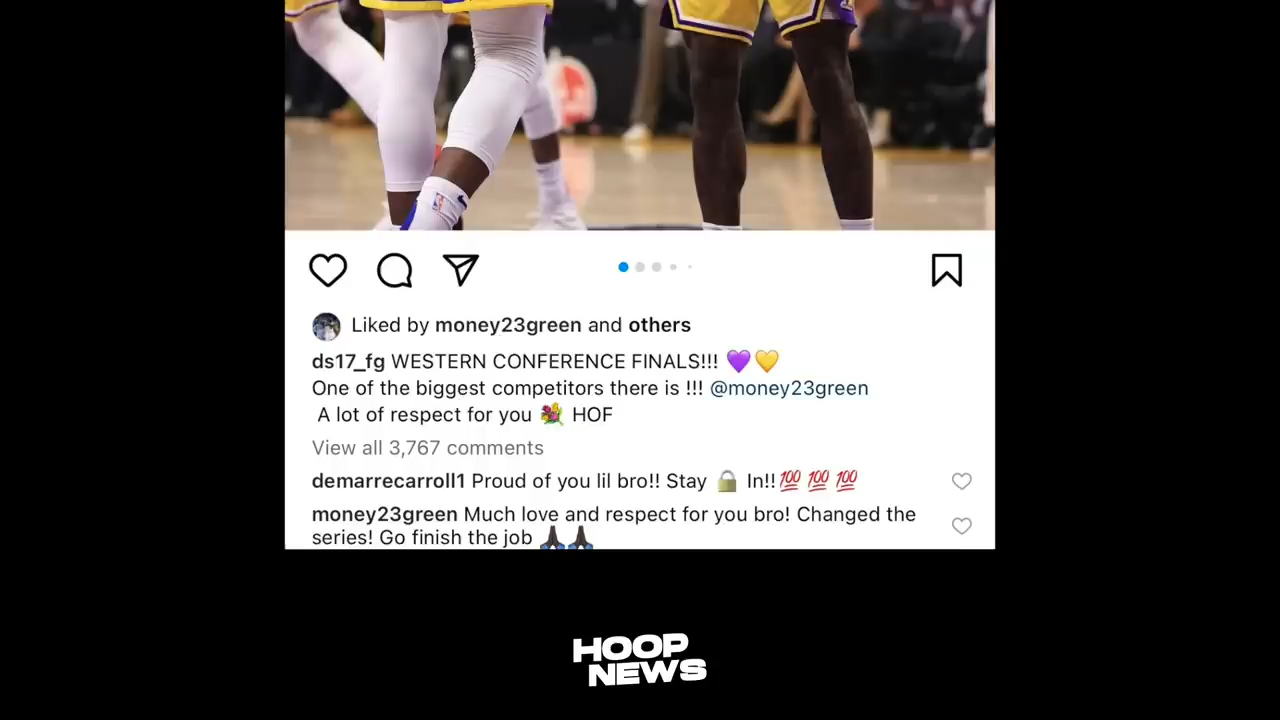 Liked by money23green and others
ds17_fg WESTERN CONFERENCE FINALS!!! 💜💛
One of the biggest competitors there is !!! @money23green
A lot of respect for you 💐 HOF
View all 3,767 comments
demarrecarroll1 Proud of you lil bro!! Stay 🔒 In!!💯💯💯
money23green Much love and respect for you bro! Changed the
series! Go finish the job 🙏🏿🙏🏿
HOOP
NEWS